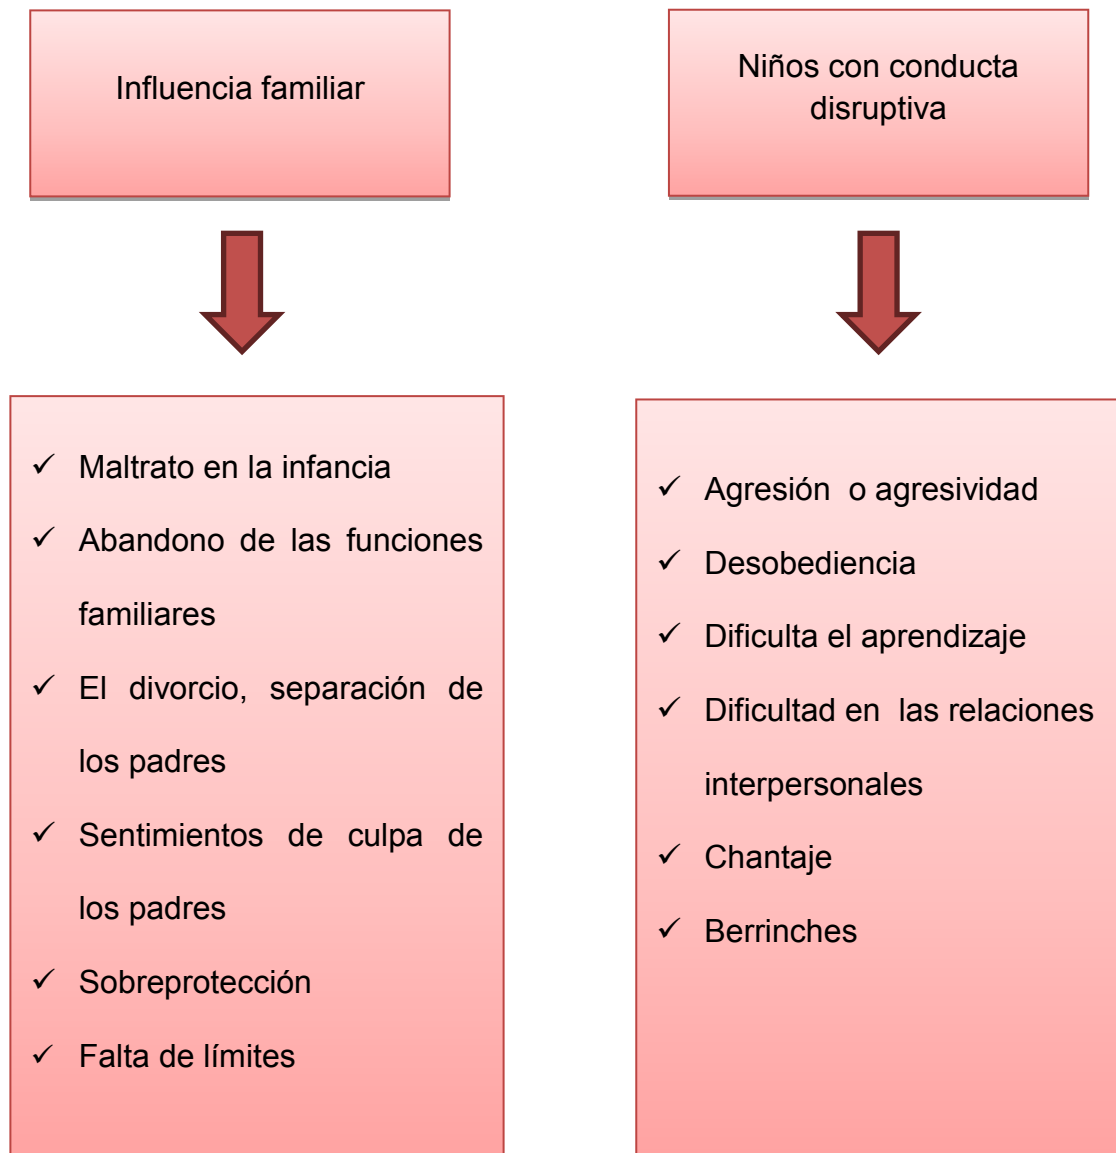 Influencia familiar
Niños con conducta
disruptiva
✓ Maltrato en la infancia
✓ Abandono de las funciones
familiares
✓ El divorcio, separación de
los padres
✓ Sentimientos de culpa de
los padres
✓ Sobreprotección
✓ Falta de límites
✓ Agresión  o agresividad
✓ Desobediencia
✓ Dificulta el aprendizaje
✓ Dificultad en  las relaciones
interpersonales
✓ Chantaje
✓ Berrinches